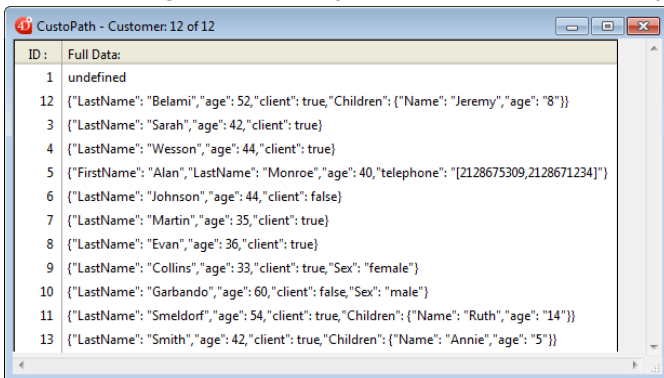 CustoPath - Customer: 12 of 12
ID : Full Data:
1 undefined
12 {"LastName": "Belami","age": 52,"client": true,"Children": {"Name": "Jeremy","age": "8"}}
3 {"LastName": "Sarah","age": 42,"client": true}
4 {"LastName": "Wesson","age": 44,"client": true}
5 {"FirstName": "Alan","LastName": "Monroe","age": 40,"telephone": "[2128675309,2128671234]"}
6 {"LastName": "Johnson","age": 44,"client": false}
7 {"LastName": "Martin","age": 35,"client": true}
8 {"LastName": "Evan","age": 36,"client": true}
9 {"LastName": "Collins","age": 33,"client": true,"Sex": "female"}
10 {"LastName": "Garbando","age": 60,"client": false,"Sex": "male"}
11 {"LastName": "Smeldorf","age": 54,"client": true,"Children": {"Name": "Ruth","age": "14"}}
13 {"LastName": "Smith","age": 42,"client": true,"Children": {"Name": "Annie","age": "5"}}